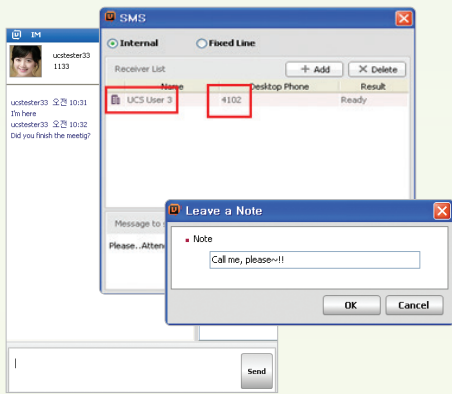 SMS
Internal Fixed Line
Receiver List + Add X Delete
Name Desktop Phone Result
UCS User 3 4102 Ready
Message to
Please..Atten
IM
ucstester33
1133
ucstester33 오전 10:31
I'm here
ucstester33 오전 10:32
Did you finish the meetig?
Send
Leave a Note
Note
Call me, please~!!
OK Cancel